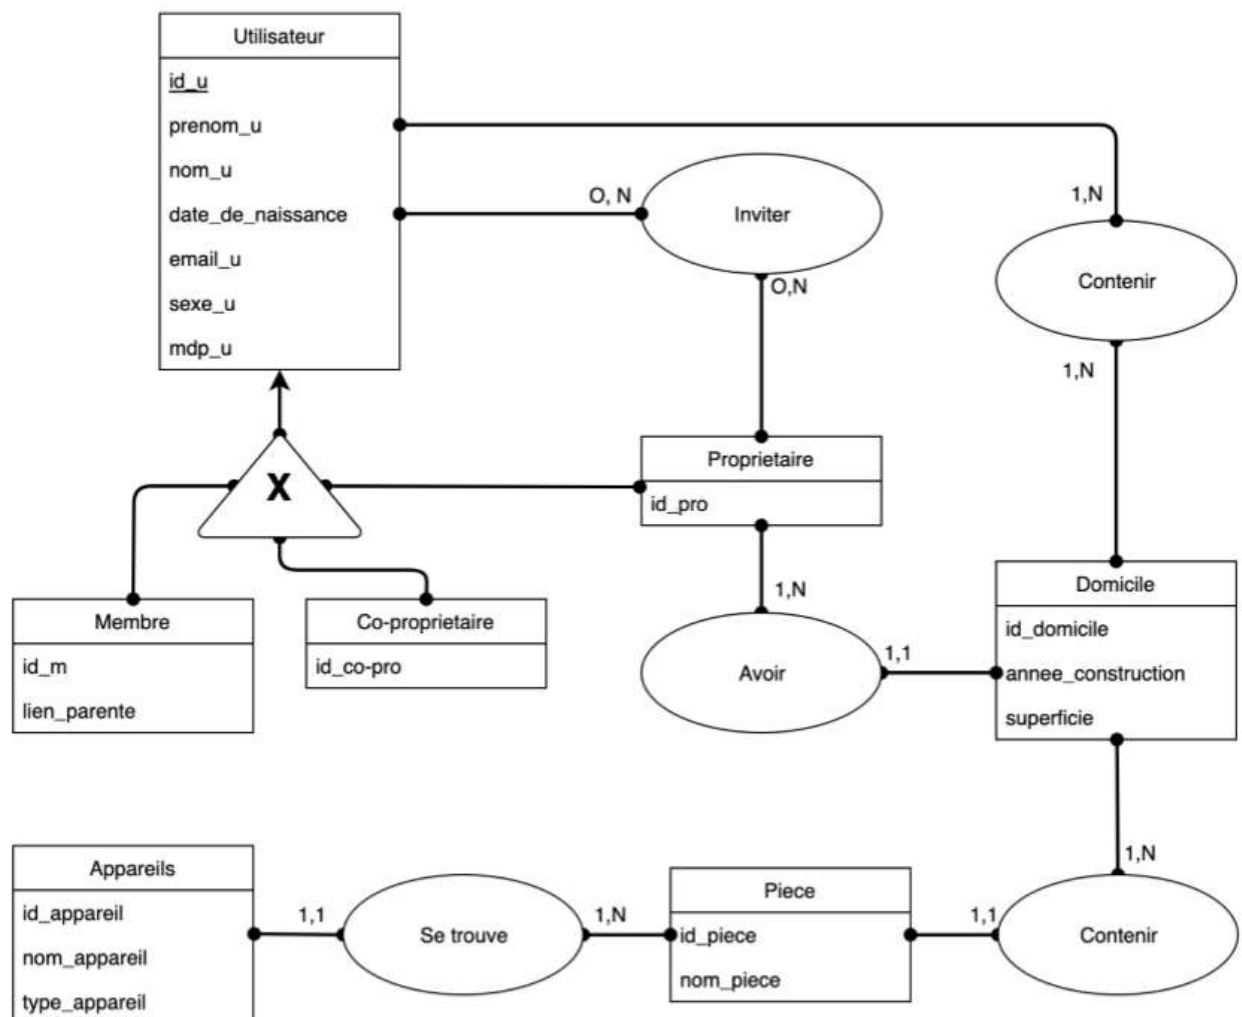 Utilisateur
id_u
prenom_u
nom_u
date_de_naissance
email_u
sexe_u
mdp_u
O, N
Inviter
O,N
1,N
Contenir
1,N
X
Proprietaire
id_pro
Membre
id_m
lien_parente
Co-proprietaire
id_co-pro
1,N
Avoir
1,1
Domicile
id_domicile
annee_construction
superficie
1,N
Contenir
1,1
Piece
id_piece
nom_piece
1,N
Se trouve
1,1
Appareils
id_appareil
nom_appareil
type_appareil